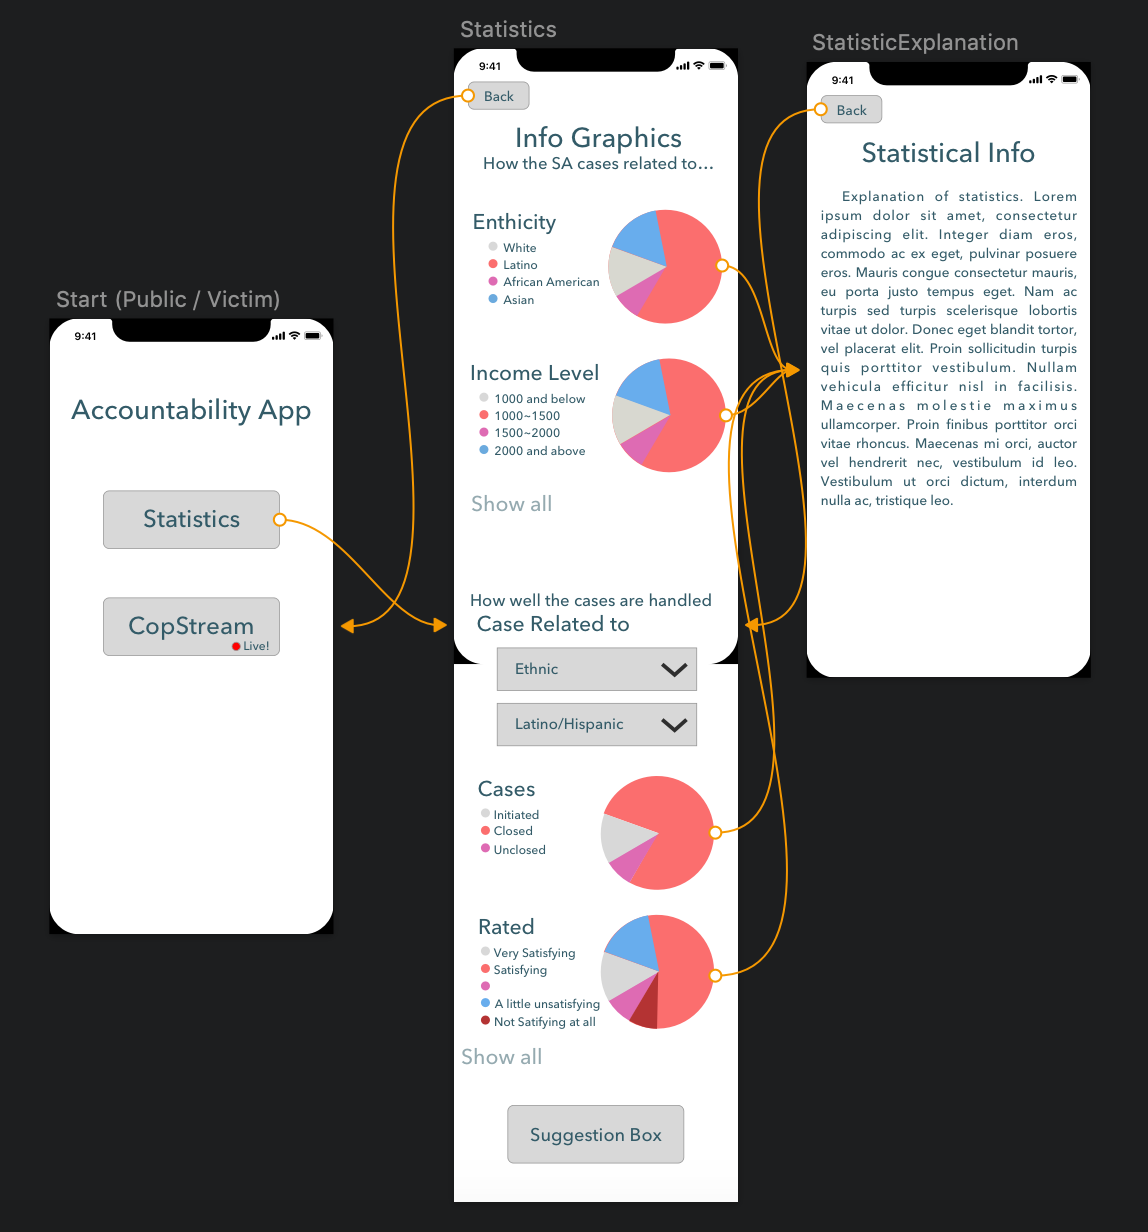 Start (Public / Victim)
9:41
Accountability App
Statistics
CopStream
Live!
Statistics
9:41
Back
Info Graphics
How the SA cases related to...
Enthicity
White
Latino
African American
Asian
Income Level
1000 and below
1000~1500
1500~2000
2000 and above
Show all
How well the cases are handled
Case Related to
Ethnic
Latino/Hispanic
Cases
Initiated
Closed
Unclosed
Rated
Very Satisfying
Satisfying
A little unsatisfying
Not Satifying at all
Show all
Suggestion Box
StatisticExplanation
9:41
Back
Statistical Info
Explanation of statistics. Lorem
ipsum dolor sit amet, consectetur
adipiscing elit. Integer diam eros,
commodo ac ex eget, pulvinar posuere
eros. Mauris congue consectetur mauris,
eu porta justo tempus eget. Nam ac
turpis sed turpis scelerisque lobortis
vitae ut dolor. Donec eget blandit tortor,
vel placerat elit. Proin sollicitudin turpis
quis porttitor vestibulum. Nullam
vehicula efficitur nisl in facilisis.
Maecenas molestie maximus
ullamcorper. Proin finibus porttitor orci
vitae rhoncus. Maecenas mi orci, auctor
vel hendrerit nec, vestibulum id leo.
Vestibulum ut orci dictum, interdum
nulla ac, tristique leo.